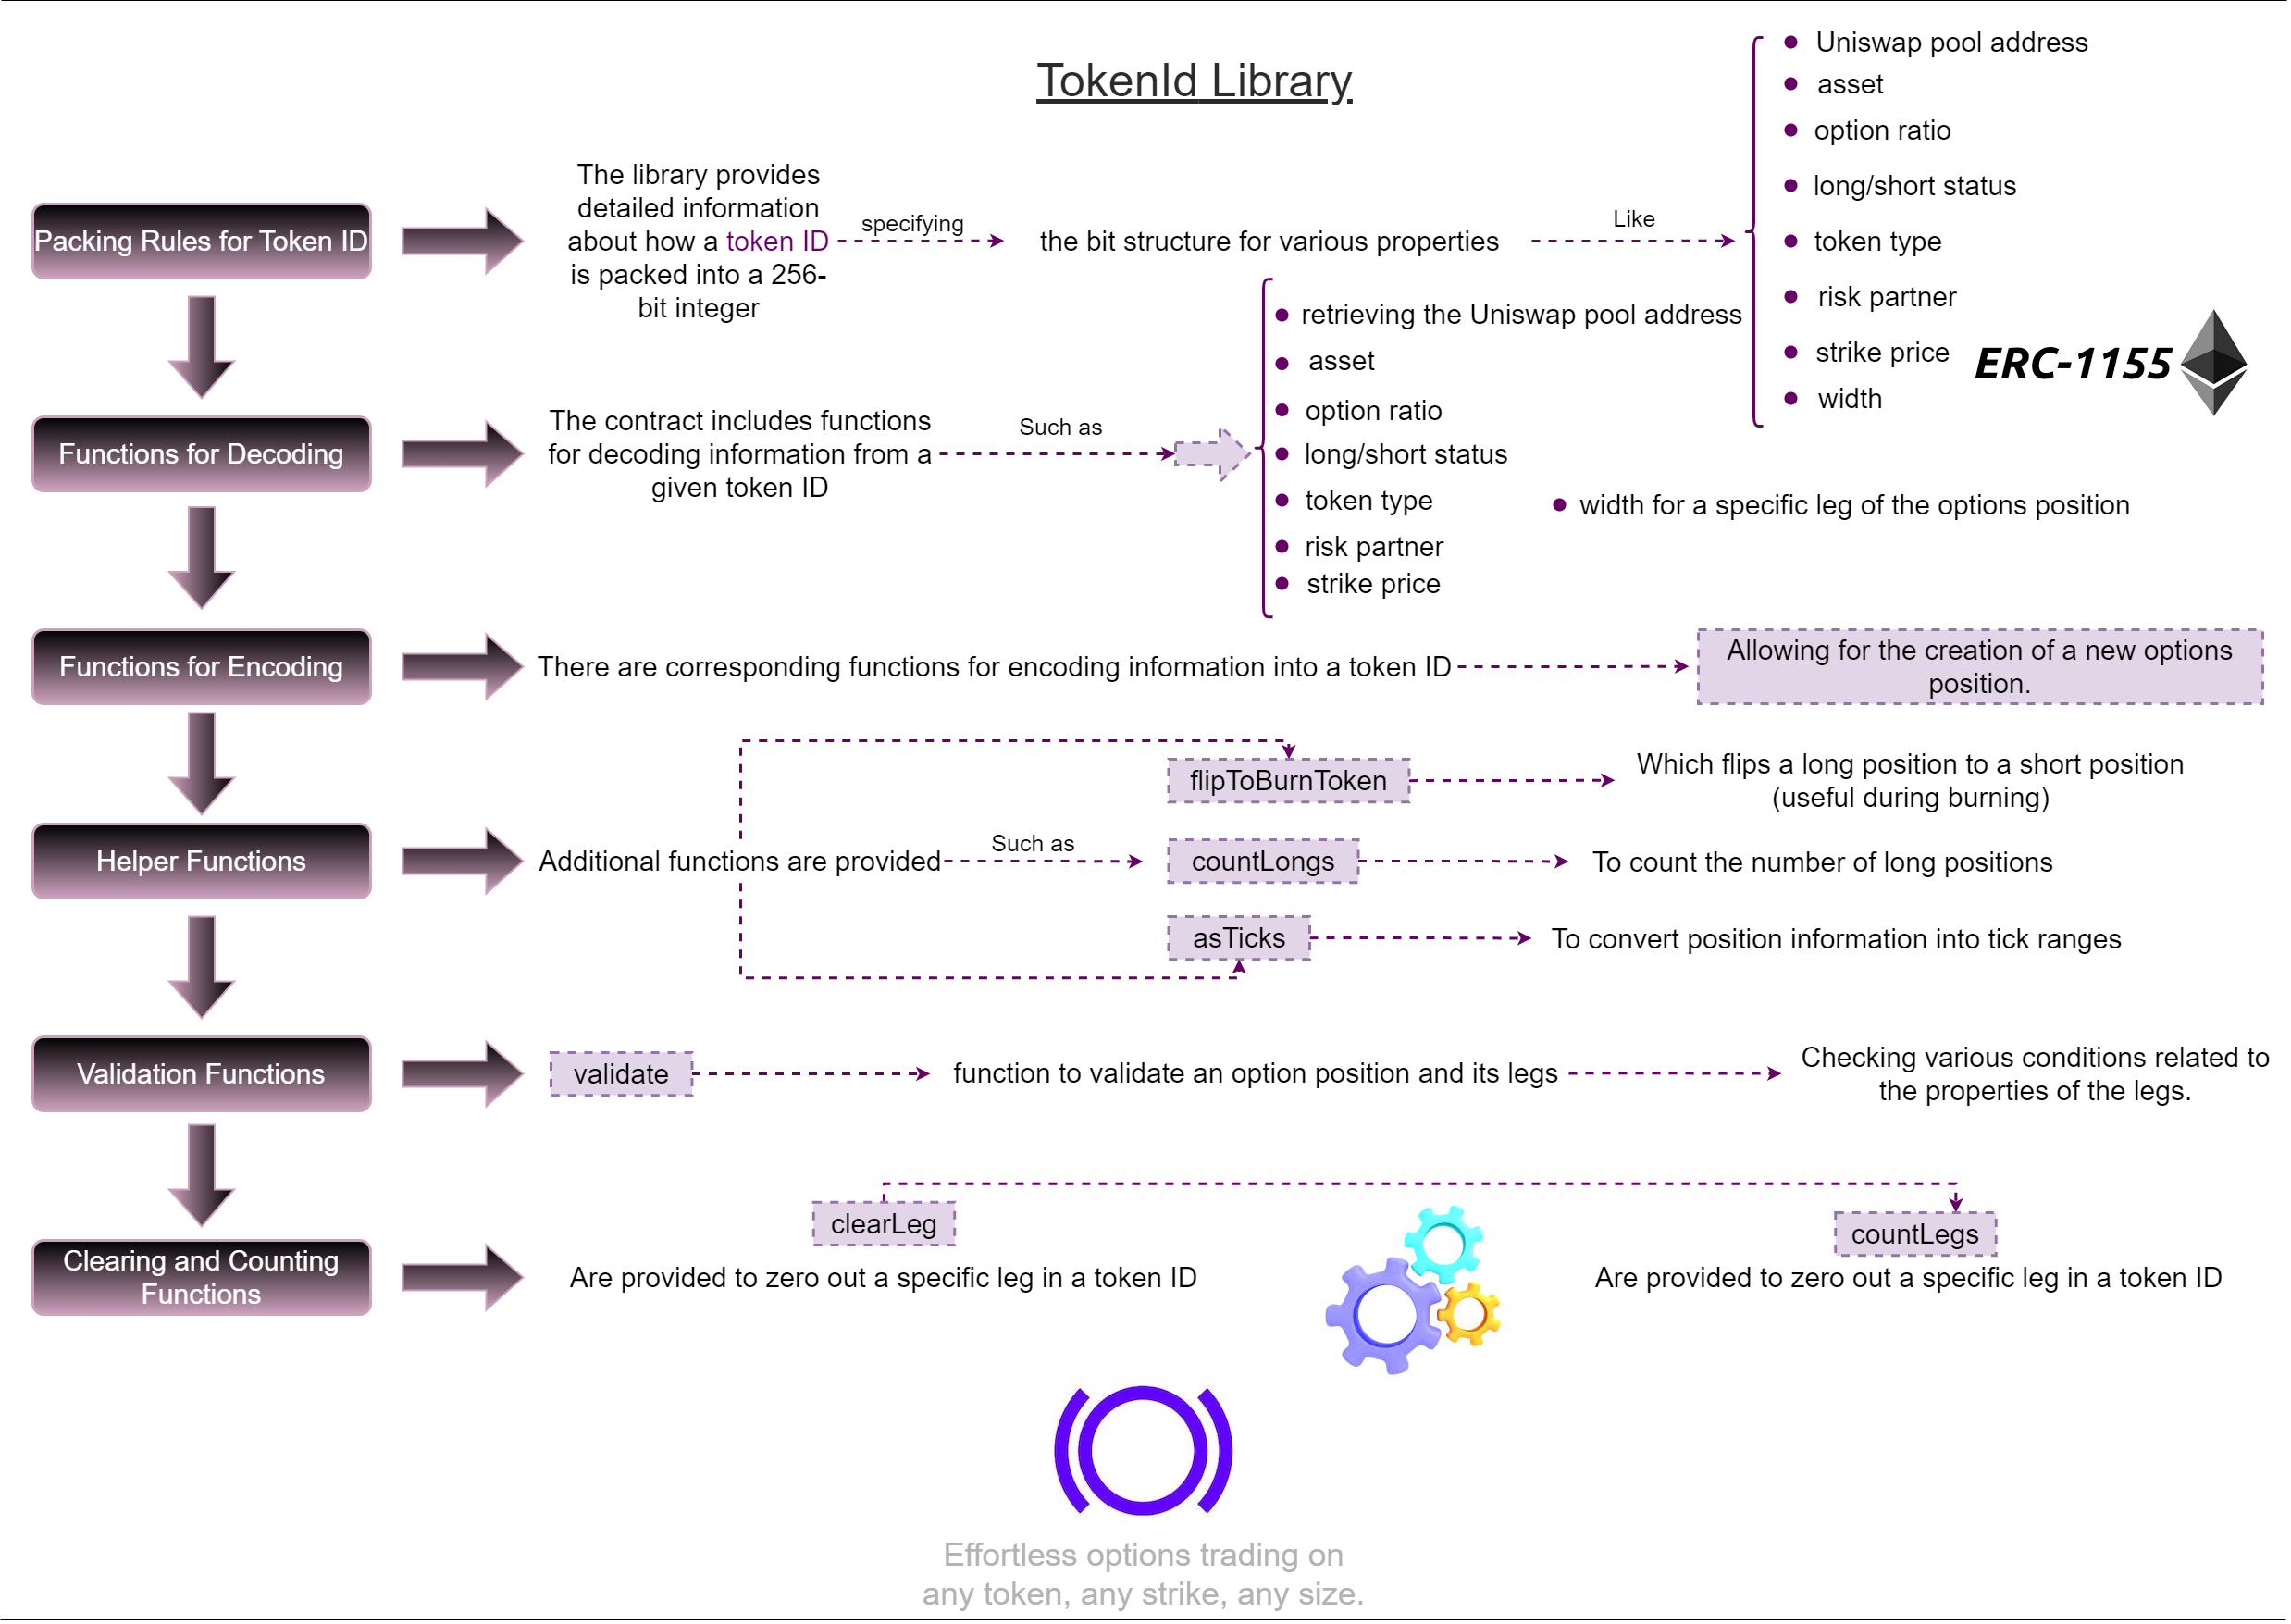 TokenId Library
Packing Rules for Token ID
The library provides
detailed information
about how a token ID
is packed into a 256-
bit integer
specifying
the bit structure for various properties
Like
Uniswap pool address
asset
option ratio
long/short status
token type
risk partner
strike price
width
ERC-1155
Functions for Decoding
The contract includes functions
for decoding information from a
given token ID
Such as
retrieving the Uniswap pool address
asset
option ratio
long/short status
token type
risk partner
strike price
width for a specific leg of the options position
Functions for Encoding
There are corresponding functions for encoding information into a token ID
Allowing for the creation of a new options
position.
Helper Functions
Additional functions are provided
Such as
flipToBurnToken
Which flips a long position to a short position
(useful during burning)
countLongs
To count the number of long positions
asTicks
To convert position information into tick ranges
Validation Functions
validate
function to validate an option position and its legs
Checking various conditions related to
the properties of the legs.
Clearing and Counting
Functions
clearLeg
Are provided to zero out a specific leg in a token ID
countLegs
Are provided to zero out a specific leg in a token ID
Effortless options trading on
any token, any strike, any size.